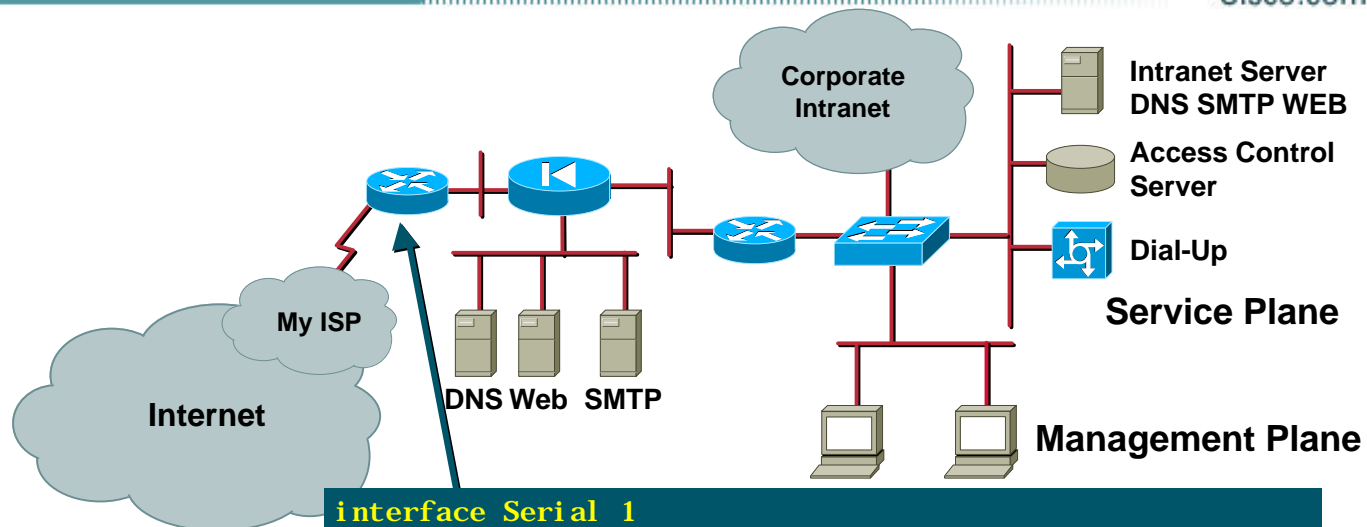 Corporate
Intranet
Intranet Server
DNS SMTP WEB
Access Control
Server
Dial-Up
Service Plane
My ISP
Internet
DNS Web SMTP
Management Plane
interface Serial 1